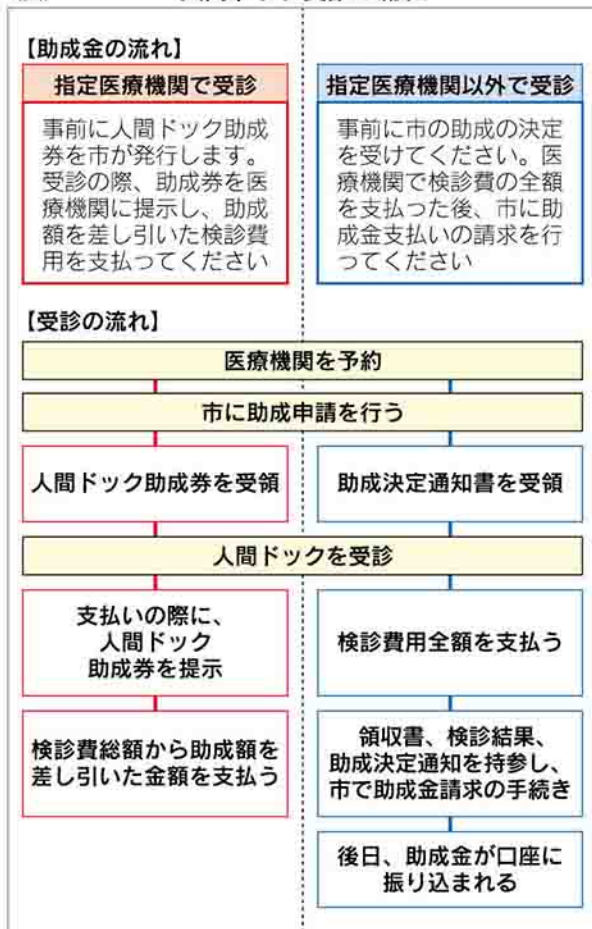 【助成金の流れ】
指定医療機関で受診
事前に人間ドック助成
券を市が発行します。
受診の際、助成券を医
療機関に提示し、助成
額を差し引いた検診費
用を支払ってください
指定医療機関以外で受診
事前に市の助成の決定
を受けてください。医
療機関で検診費の全額
を支払った後、市に助
成金支払いの請求を行
ってください
【受診の流れ】
医療機関を予約
市に助成申請を行う
人間ドック助成券を受領
助成決定通知書を受領
人間ドックを受診
支払いの際に、
人間ドック
助成券を提示
検診費用全額を支払う
検診費総額から助成額を
差し引いた金額を支払う
領収書、検診結果、
助成決定通知を持参し、
市で助成金請求の手続き
後日、助成金が口座に
振り込まれる